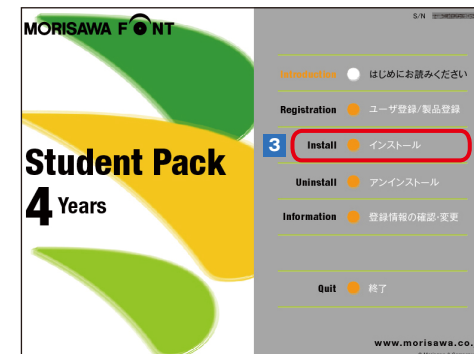 MORISAWA FONT
Student Pack
4 Years
S/N
Introduction はじめにお読みください
Registration ユーザ登録/製品登録
3 Install インストール
Uninstall アンインストール
Information 登録情報の確認・変更
Quit 終了
www.morisawa.co.